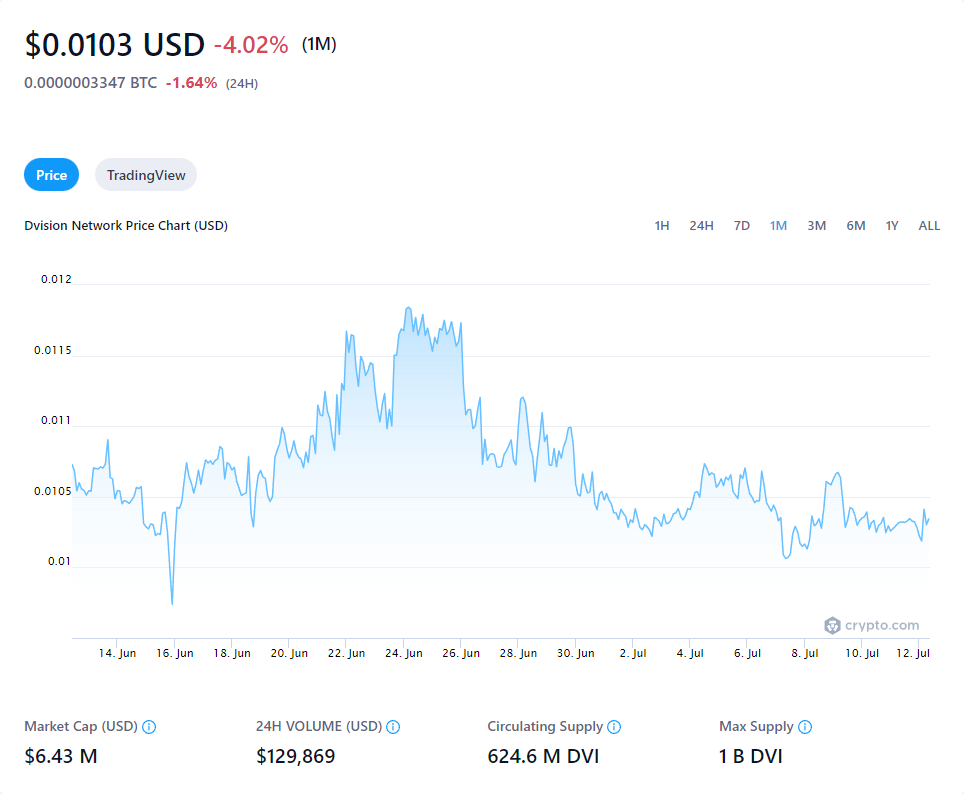 $0.0103 USD -4.02% (1M)
0.0000003347 BTC -1.64% (24H)
Price TradingView
Dvision Network Price Chart (USD) 1H 24H 7D 1M 3M 6M 1Y ALL
0.012
0.0115
0.011
0.0105
0.01
crypto.com
14. Jun 16. Jun 18. Jun 20. Jun 22. Jun 24. Jun 26. Jun 28. Jun 30. Jun 2. Jul 4. Jul 6. Jul 8. Jul 10. Jul 12. Jul
Market Cap (USD) 24H VOLUME (USD) Circulating Supply Max Supply
$6.43 M $129,869 624.6 M DVI 1 B DVI